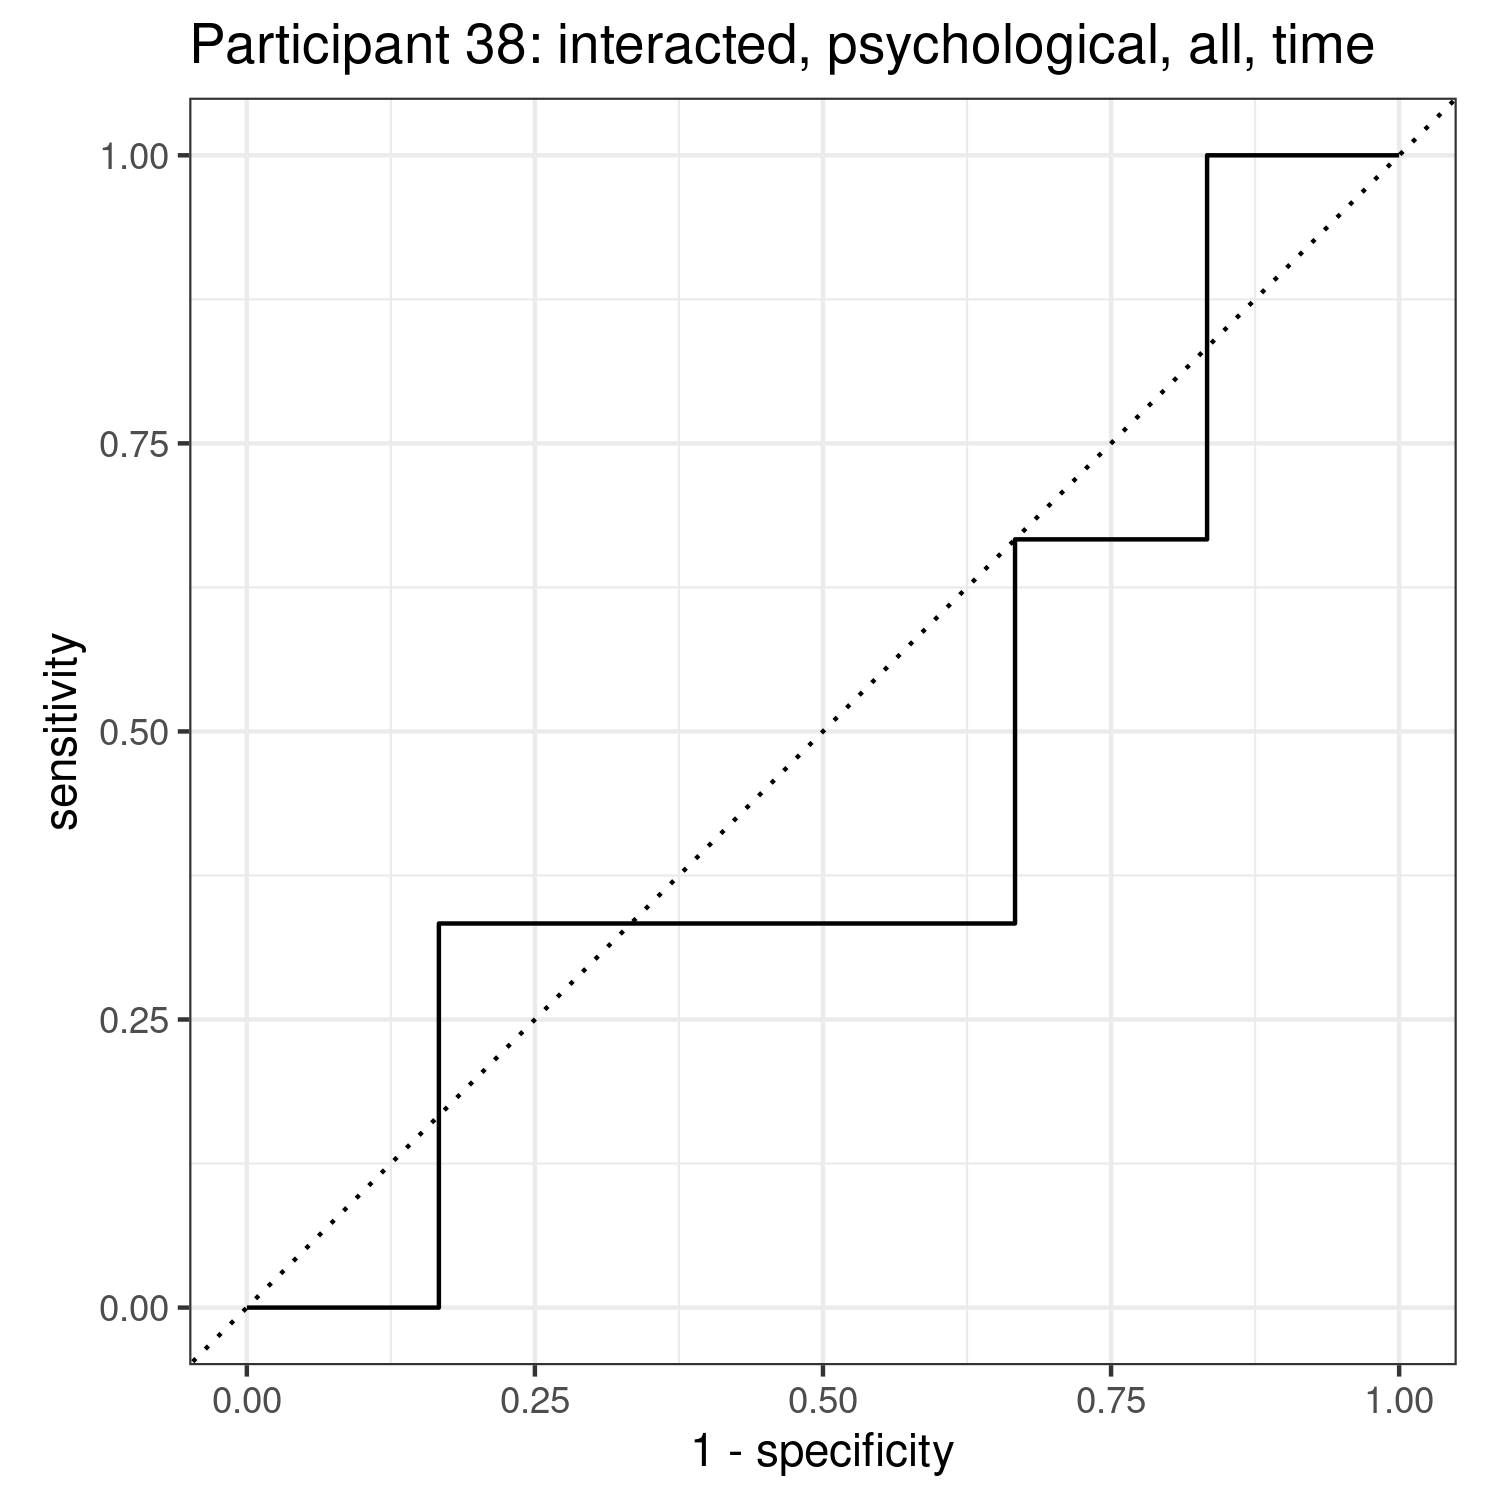 Participant 38: interacted, psychological, all, time
1.00
0.75
0.50
0.25
0.00
sensitivity
0.00 0.25 0.50 0.75 1.00
1 - specificity